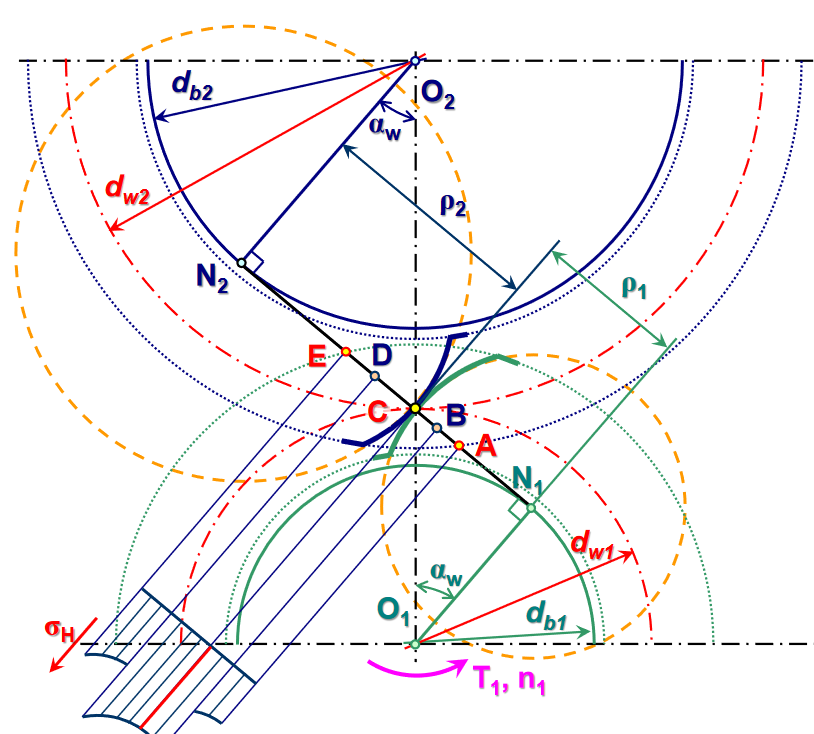 d_b2
O₂
α_w
d_w2
ρ₂
N₂
ρ₁
E
D
C
B
A
N₁
d_w1
α_w
O₁
d_b1
σ_H
T₁, n₁